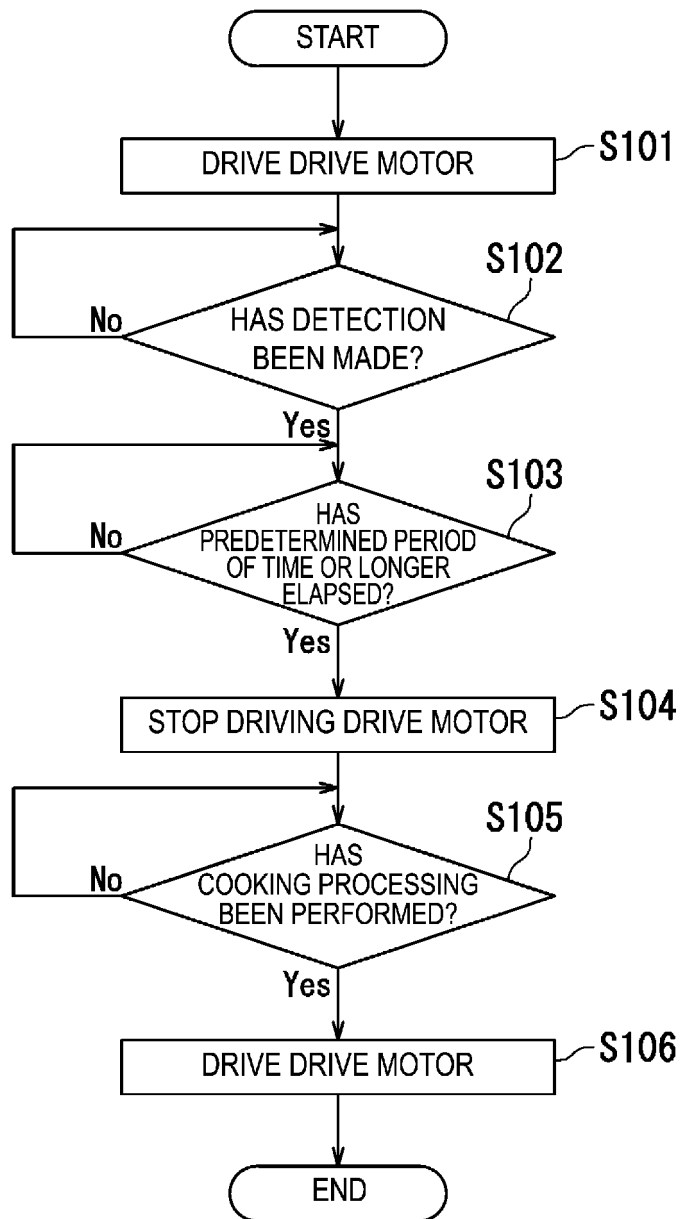 START
DRIVE DRIVE MOTOR
S101
S102
HAS DETECTION
BEEN MADE?
No
Yes
S103
HAS
PREDETERMINED PERIOD
OF TIME OR LONGER
ELAPSED?
No
Yes
STOP DRIVING DRIVE MOTOR
S104
S105
HAS
COOKING PROCESSING
BEEN PERFORMED?
No
Yes
DRIVE DRIVE MOTOR
S106
END